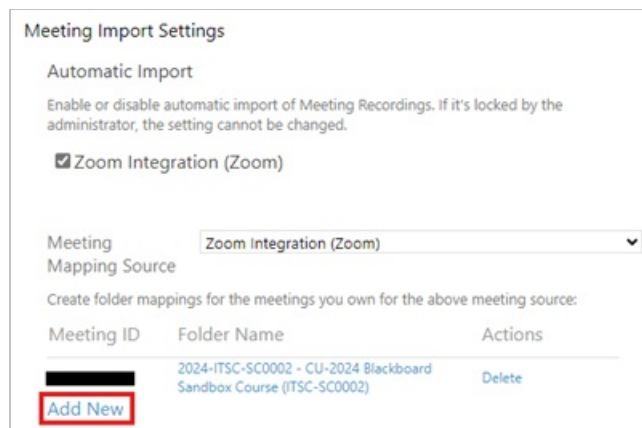 Meeting Import Settings
Automatic Import
Enable or disable automatic import of Meeting Recordings. If it's locked by the
administrator, the setting cannot be changed.
Zoom Integration (Zoom)
Meeting
Mapping Source
Zoom Integration (Zoom)
Create folder mappings for the meetings you own for the above meeting source:
Meeting ID Folder Name Actions
2024-ITSC-SC0002 - CU-2024 Blackboard
Sandbox Course (ITSC-SC0002)
Delete
Add New